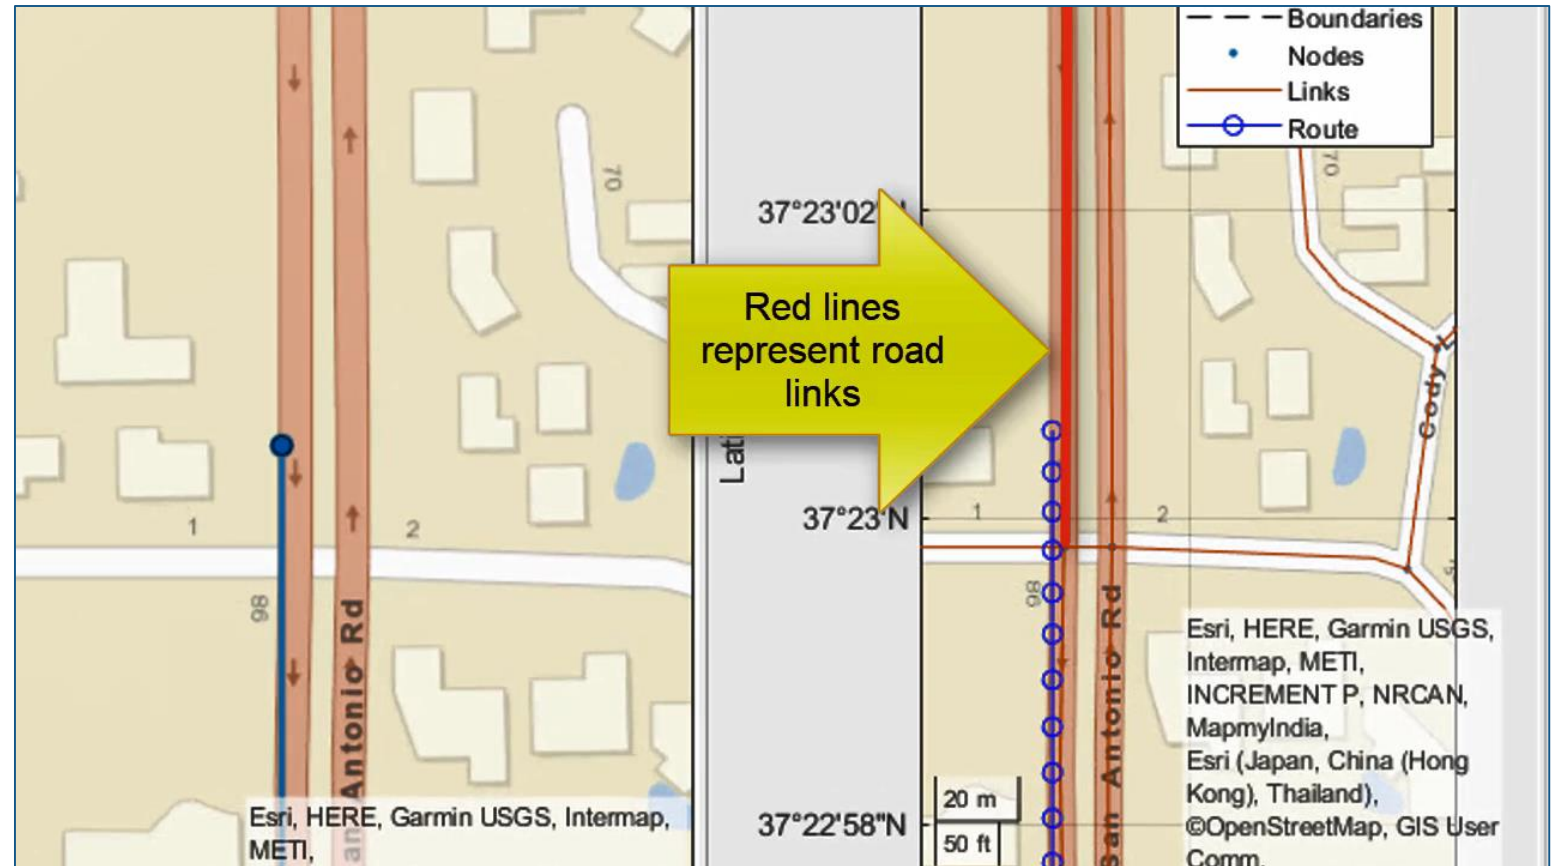 Boundaries
Nodes
Links
Route
70
70
37°23'02"N
Red lines
represent road
links
Lati
Cody
37°23'N
1
2
1
2
98
98
San Antonio Rd
an Antonio Rd
Esri, HERE, Garmin USGS, Intermap,
METI,
37°22'58"N
20 m
50 ft
Esri, HERE, Garmin USGS,
Intermap, METI,
INCREMENT P, NRCAN,
MapmyIndia,
Esri (Japan, China (Hong
Kong), Thailand),
©OpenStreetMap, GIS User
Comm.